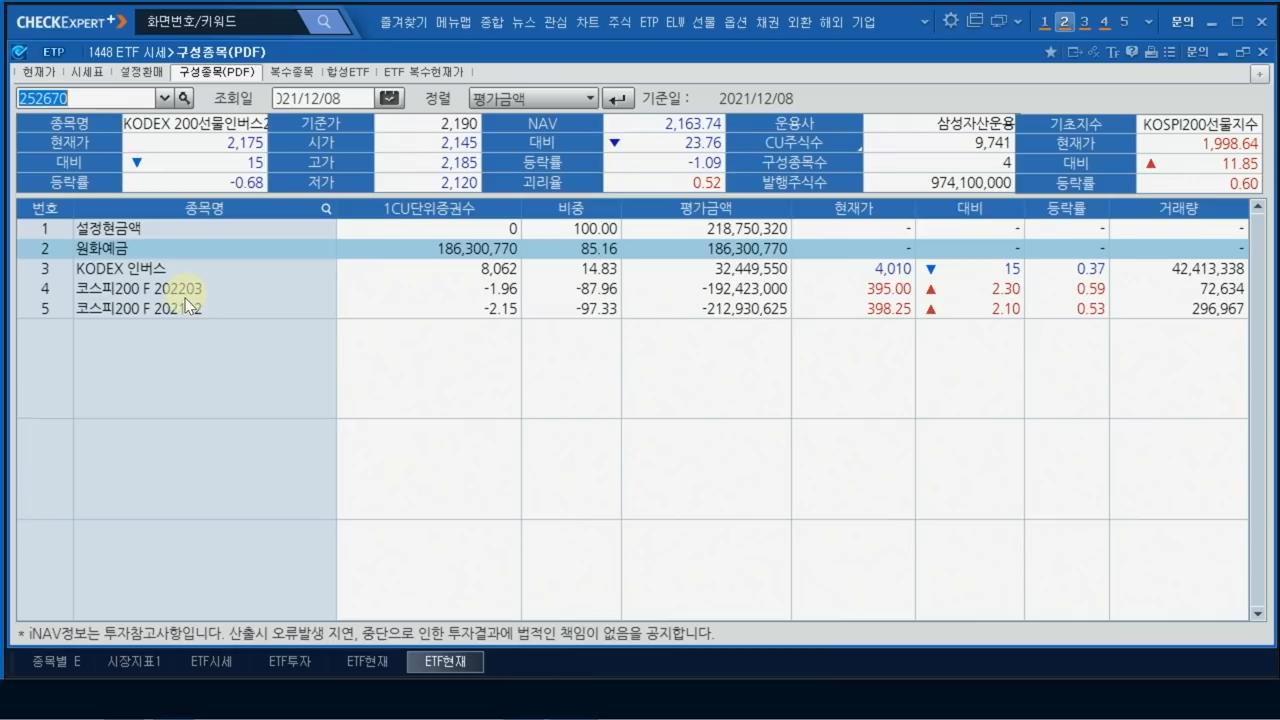 CHECK EXPERT+ 화면번호/키워드 즐겨찾기 메뉴맵 종합 뉴스 관심 차트 주식 ETP ELW 선물 옵션 채권 외환 해외 기업 1 2 3 4 5 문의
ETP 1448 ETF 시세>구성종목(PDF) 문의
현재가 시세표 설정환매 구성종목(PDF) 복수종목 합성ETF ETF 복수현재가
252670 조회일 021/12/08 정렬 평가금액 기준일 : 2021/12/08
종목명 KODEX 200선물인버스2 기준가 2,190 NAV 2,163.74 운용사 삼성자산운용 기초지수 KOSPI200선물지수
현재가 2,175 시가 2,145 대비 ▼ 23.76 CU주식수 9,741 현재가 1,998.64
대비 ▼ 15 고가 2,185 등락률 -1.09 구성종목수 4 대비 ▲ 11.85
등락률 -0.68 저가 2,120 괴리율 0.52 발행주식수 974,100,000 등락률 0.60
번호 종목명 1CU단위증권수 비중 평가금액 현재가 대비 등락률 거래량
1 설정현금액 0 100.00 218,750,320 - - - -
2 원화예금 186,300,770 85.16 186,300,770 - - - -
3 KODEX 인버스 8,062 14.83 32,449,550 4,010 ▼ 15 0.37 42,413,338
4 코스피200 F 202203 -1.96 -87.96 -192,423,000 395.00 ▲ 2.30 0.59 72,634
5 코스피200 F 202112 -2.15 -97.33 -212,930,625 398.25 ▲ 2.10 0.53 296,967
* iNAV정보는 투자참고사항입니다. 산출시 오류발생 지연, 중단으로 인한 투자결과에 법적인 책임이 없음을 공지합니다.
종목별 E 시장지표1 ETF시세 ETF투자 ETF현재 ETF현재